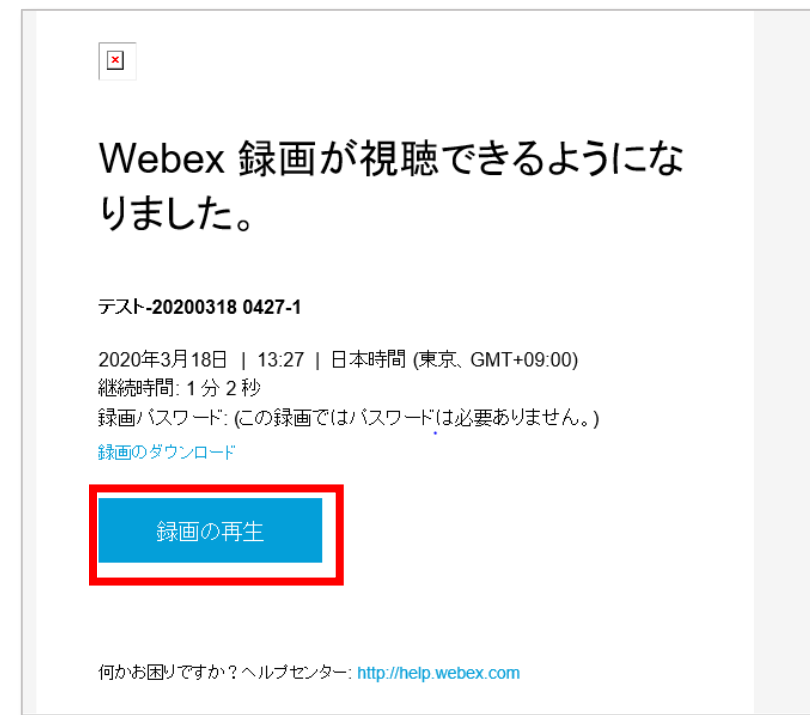 Webex 録画が視聴できるようにな
りました。
テスト-20200318 0427-1
2020年3月18日 | 13:27 | 日本時間 (東京、GMT+09:00)
継続時間: 1 分 2 秒
録画パスワード: (この録画ではパスワードは必要ありません。)
録画のダウンロード
録画の再生
何かお困りですか？ヘルプセンター: http://help.webex.com